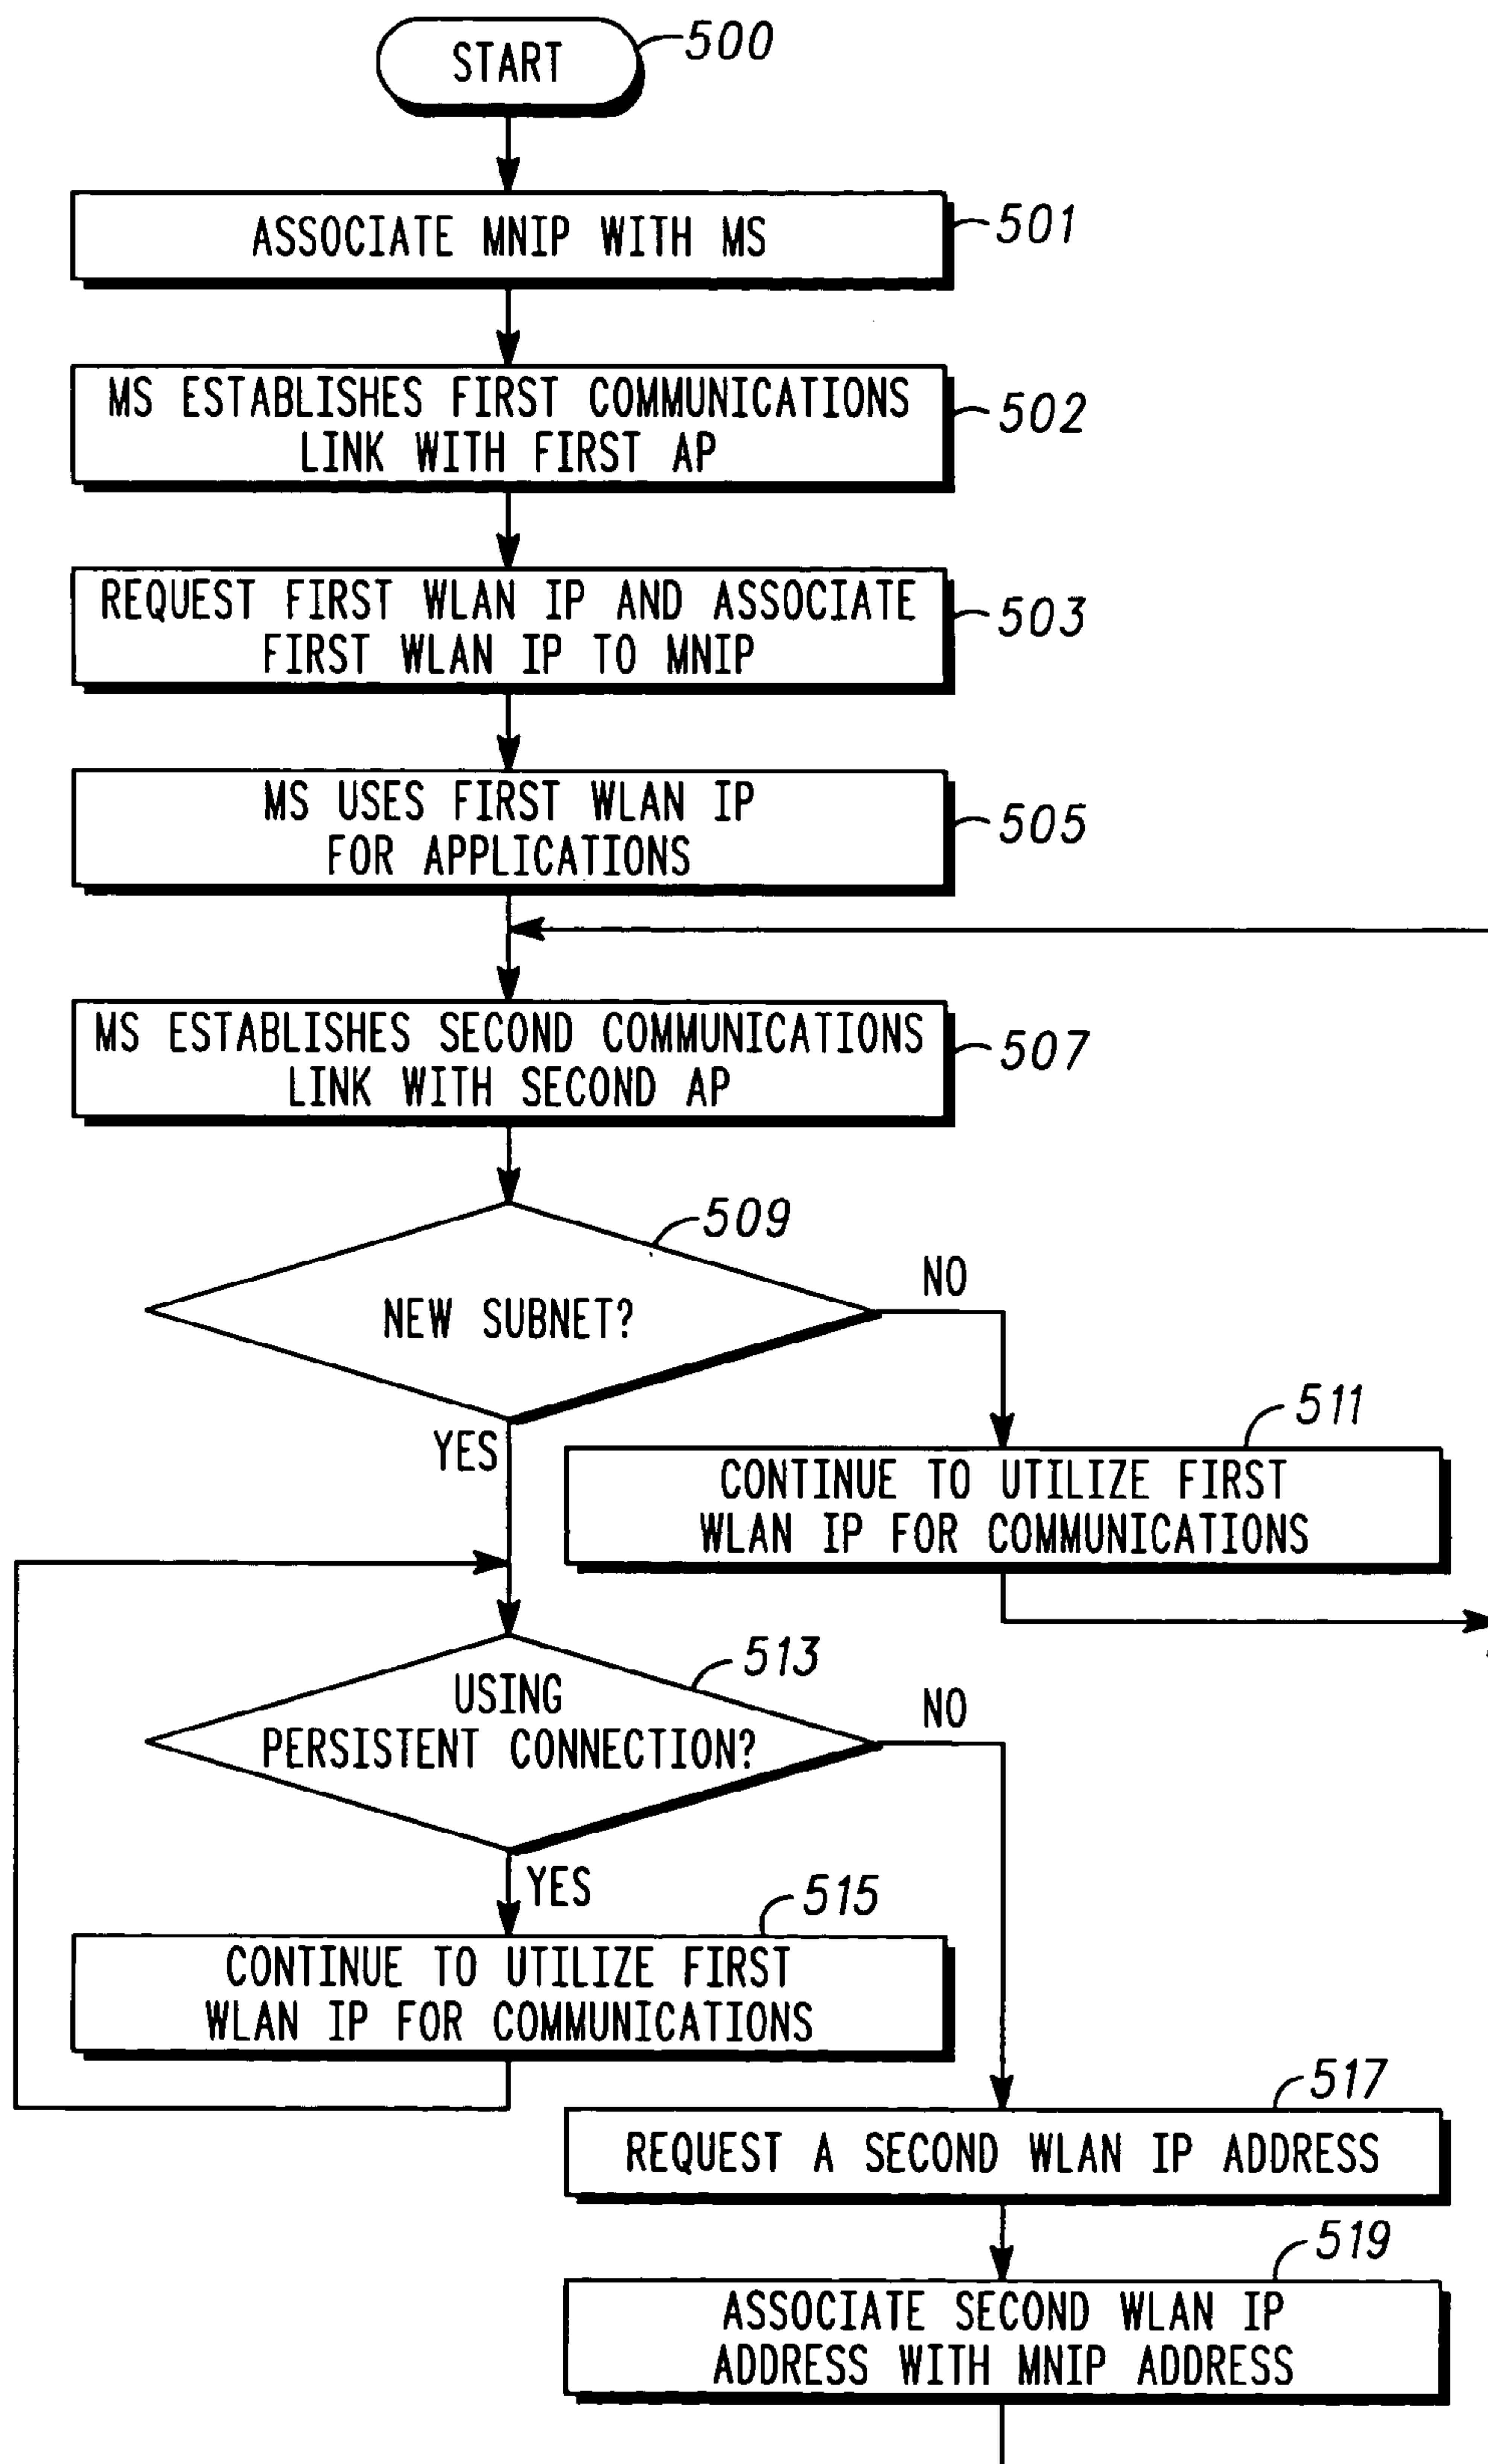 START
500
ASSOCIATE MNIP WITH MS
501
MS ESTABLISHES FIRST COMMUNICATIONS
LINK WITH FIRST AP
502
REQUEST FIRST WLAN IP AND ASSOCIATE
FIRST WLAN IP TO MNIP
503
MS USES FIRST WLAN IP
FOR APPLICATIONS
505
MS ESTABLISHES SECOND COMMUNICATIONS
LINK WITH SECOND AP
507
509
NEW SUBNET?
NO
YES
511
CONTINUE TO UTILIZE FIRST
WLAN IP FOR COMMUNICATIONS
513
USING
PERSISTENT CONNECTION?
NO
YES
515
CONTINUE TO UTILIZE FIRST
WLAN IP FOR COMMUNICATIONS
517
REQUEST A SECOND WLAN IP ADDRESS
519
ASSOCIATE SECOND WLAN IP
ADDRESS WITH MNIP ADDRESS